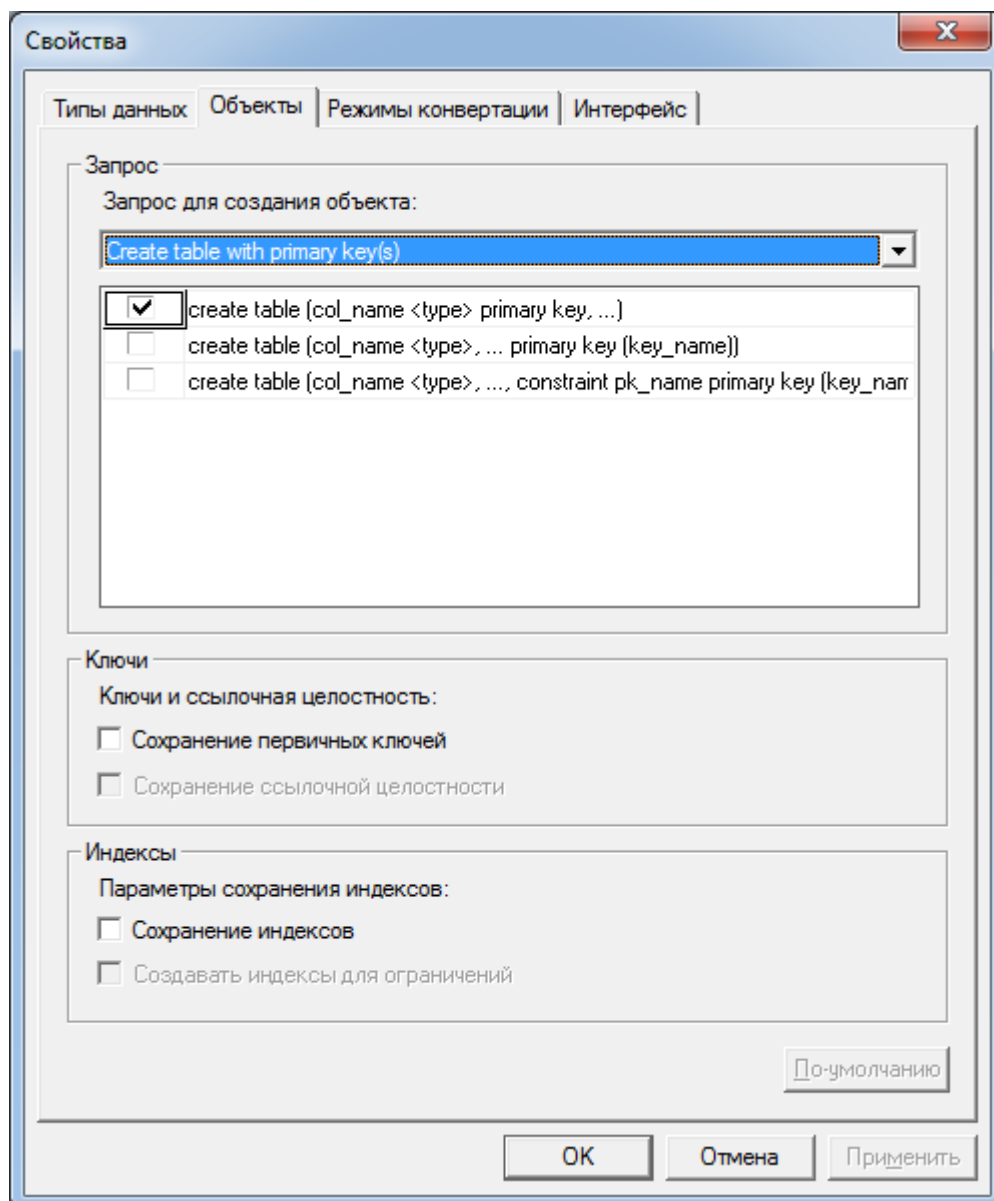 Свойства
Типы данных Объекты Режимы конвертации Интерфейс
Запрос
Запрос для создания объекта:
Create table with primary key(s)
create table (col_name <type> primary key, ...)
create table (col_name <type>, ... primary key (key_name))
create table (col_name <type>, ..., constraint pk_name primary key (key_nam
Ключи
Ключи и ссылочная целостность:
Сохранение первичных ключей
Сохранение ссылочной целостности
Индексы
Параметры сохранения индексов:
Сохранение индексов
Создавать индексы для ограничений
По-умолчанию
OK Отмена Применить